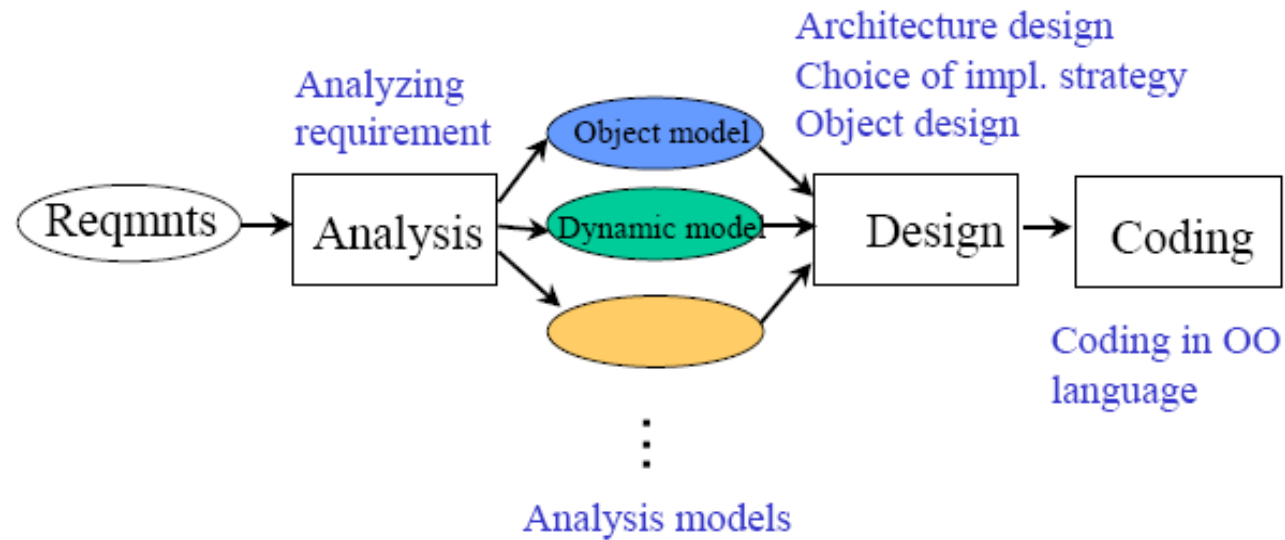 Architecture design
Choice of impl. strategy
Object design
Analyzing
requirement
Object model
Reqmnts
Analysis
Dynamic model
Design
Coding
Coding in OO
language
Analysis models